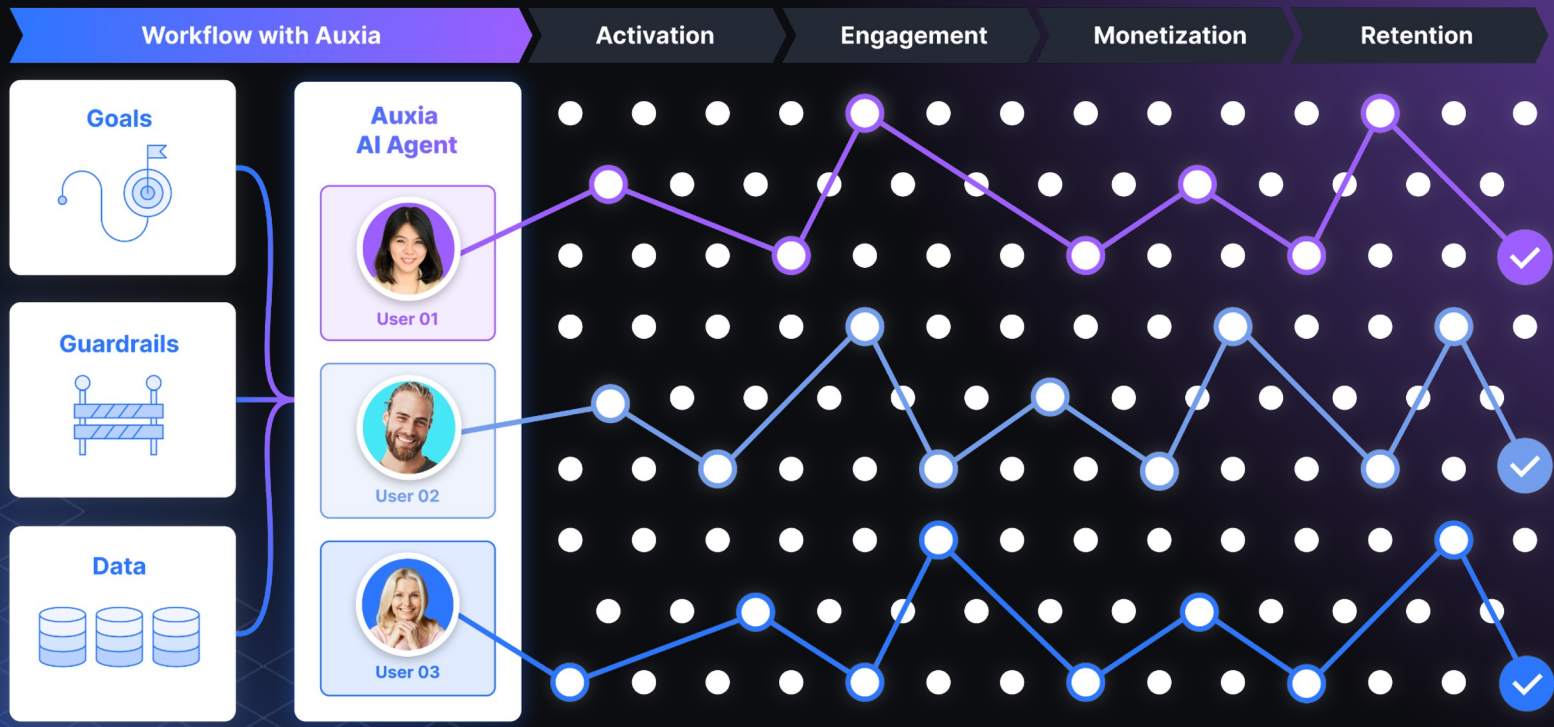 Workflow with Auxia
Activation
Engagement
Monetization
Retention
Goals
Guardrails
Data
Auxia
AI Agent
User 01
User 02
User 03